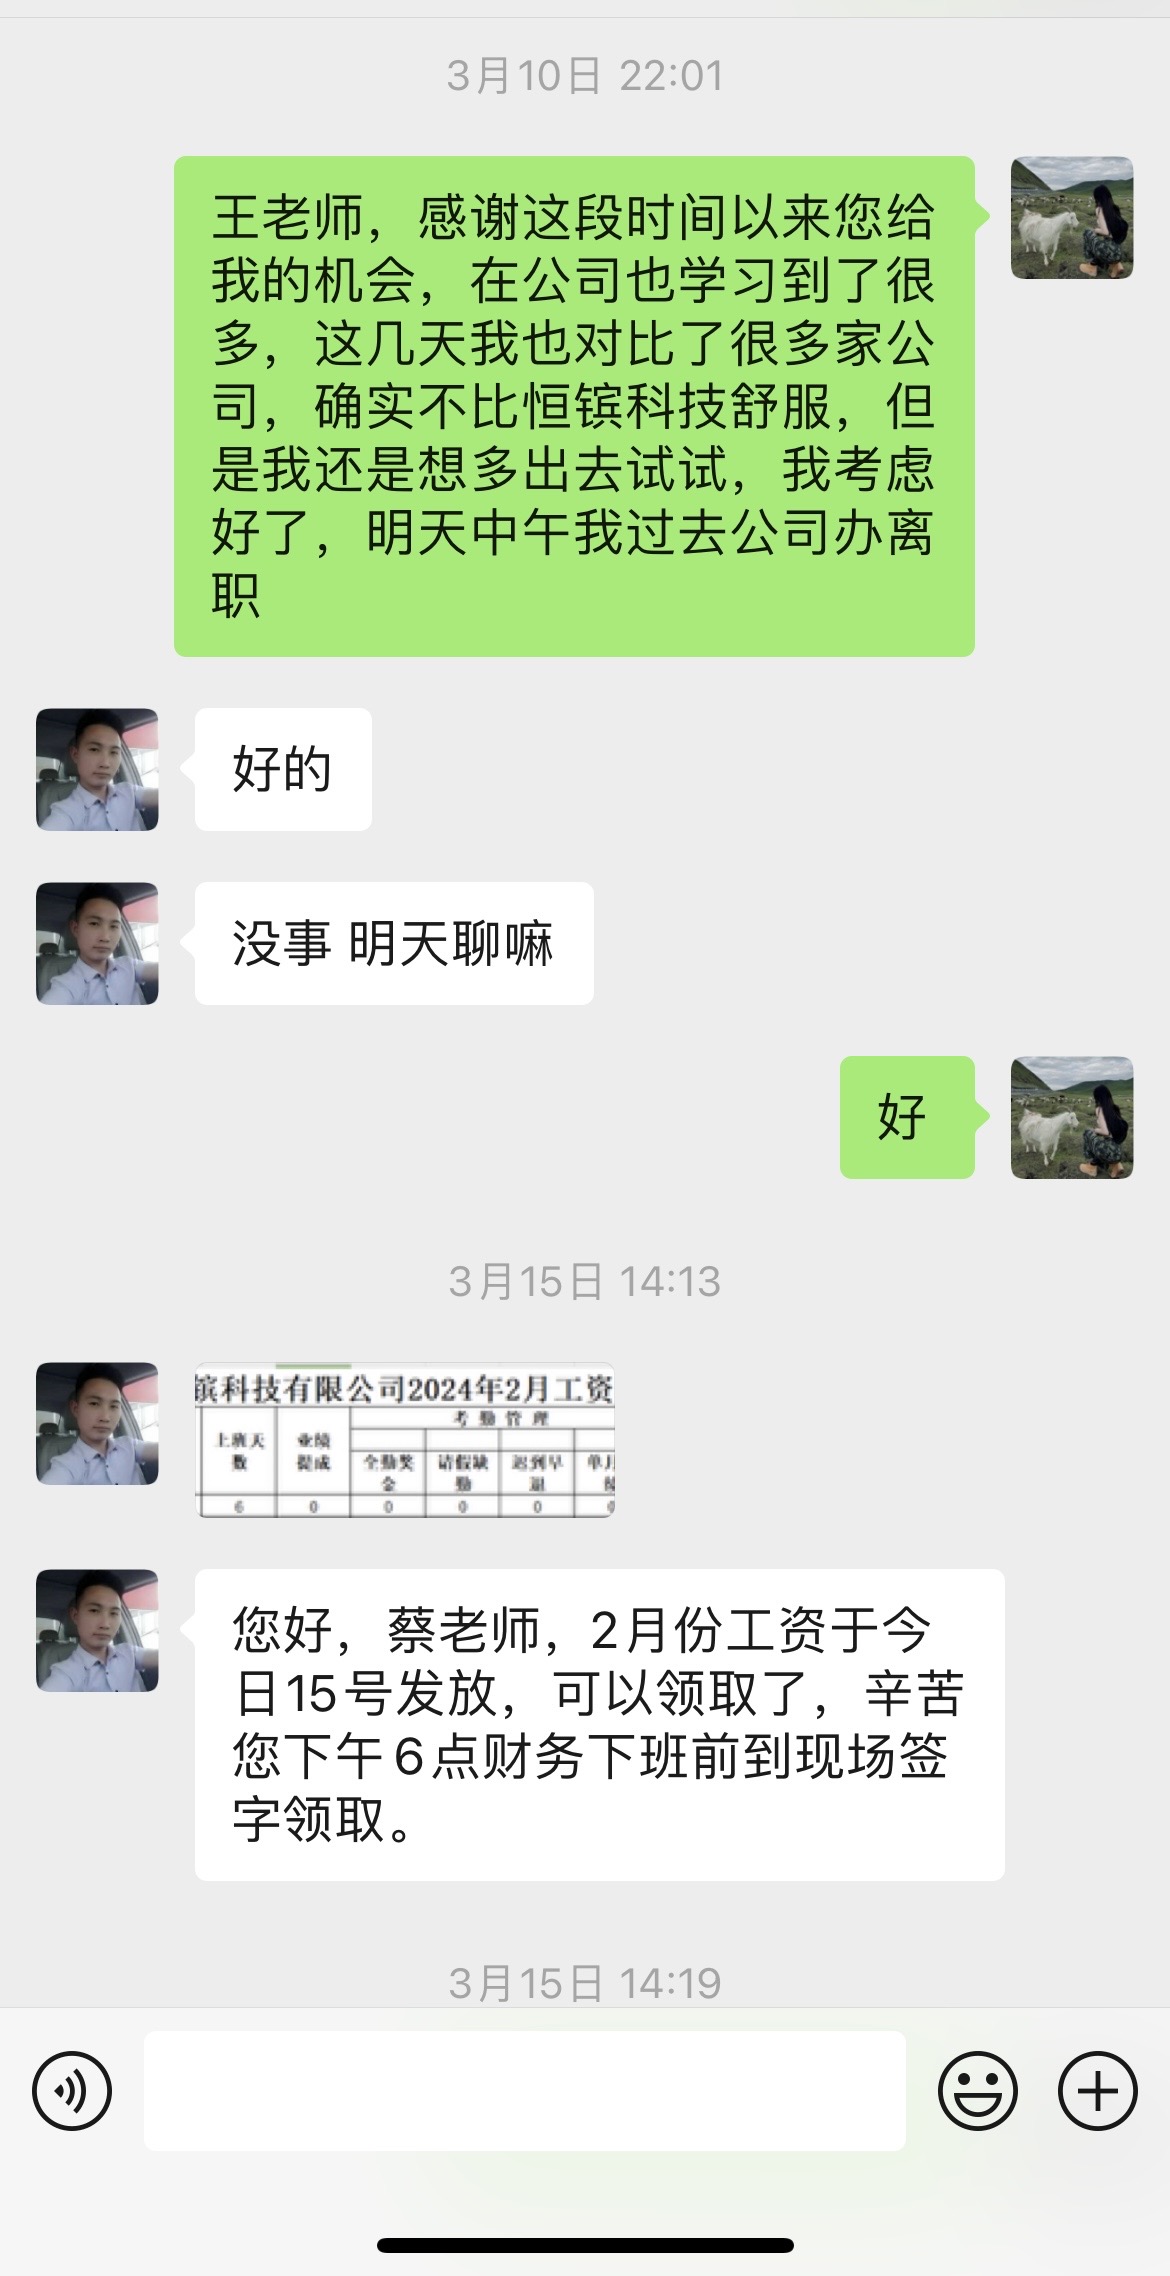 3月10日 22:01
王老师，感谢这段时间以来您给
我的机会，在公司也学习到了很
多，这几天我也对比了很多家公
司，确实不比恒镔科技舒服，但
是我还是想多出去试试，我考虑
好了，明天中午我过去公司办离
职
好的
没事 明天聊嘛
好
3月15日 14:13
镔科技有限公司2024年2月工资
考勤管理
上班天
数
业绩
提成
全勤奖
金
请假缺
勤
迟到早
退
6 0 0 0 0
您好，蔡老师，2月份工资于今
日15号发放，可以领取了，辛苦
您下午6点财务下班前到现场签
字领取。
3月15日 14:19